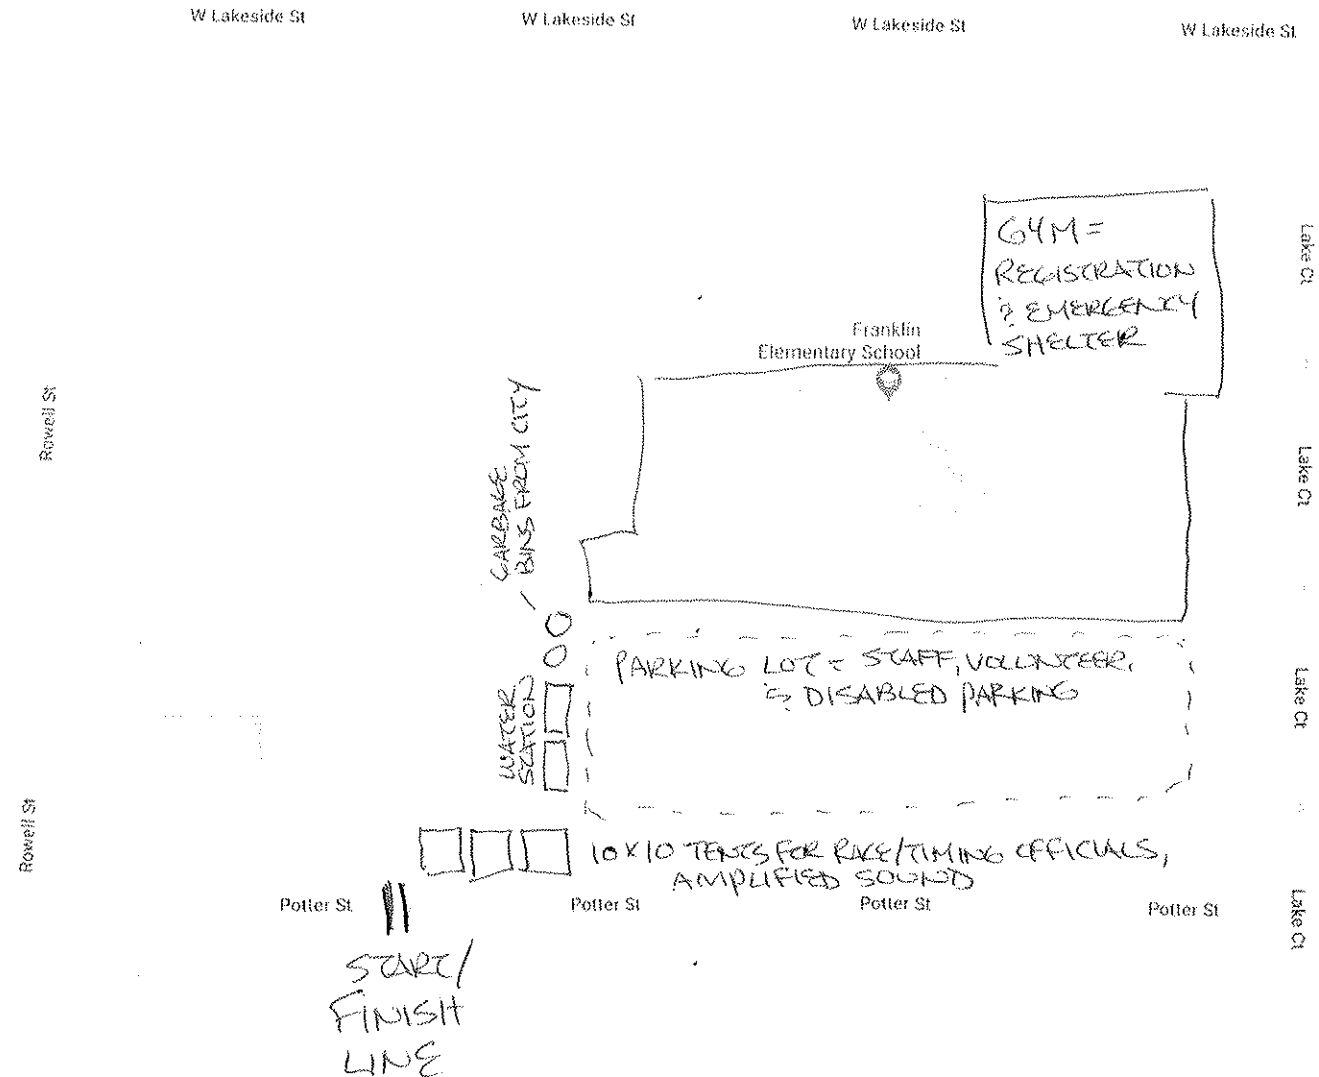 W Lakeside St
W Lakeside St
W Lakeside St
W Lakeside St
GYM =
REGISTRATION
& EMERGENCY
SHELTER
Lake Ct
Franklin
Elementary School
Rowell St
GARBAGE
BINS FROM CITY
Lake Ct
PARKING LOT = STAFF, VOLUNTEER,
& DISABLED PARKING
WATER
STATION
Lake Ct
Rowell St
10x10 TENTS FOR RACE/TIMING OFFICIALS,
AMPLIFIED SOUND
Potter St
Potter St
Potter St
Potter St
Lake Ct
START/
FINISH
LINE